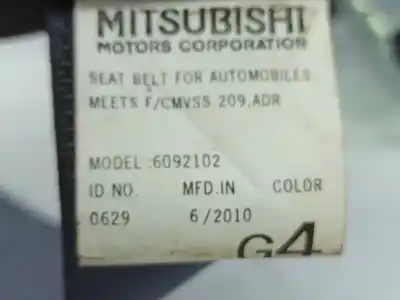 MITSUBISHI
MOTORS CORPORATION
SEAT BELT FOR AUTOMOBILES
MEETS F/CMVSS 209,ADR
MODEL :6092102
ID NO. MFD.IN COLOR
0629 6/2010
G4